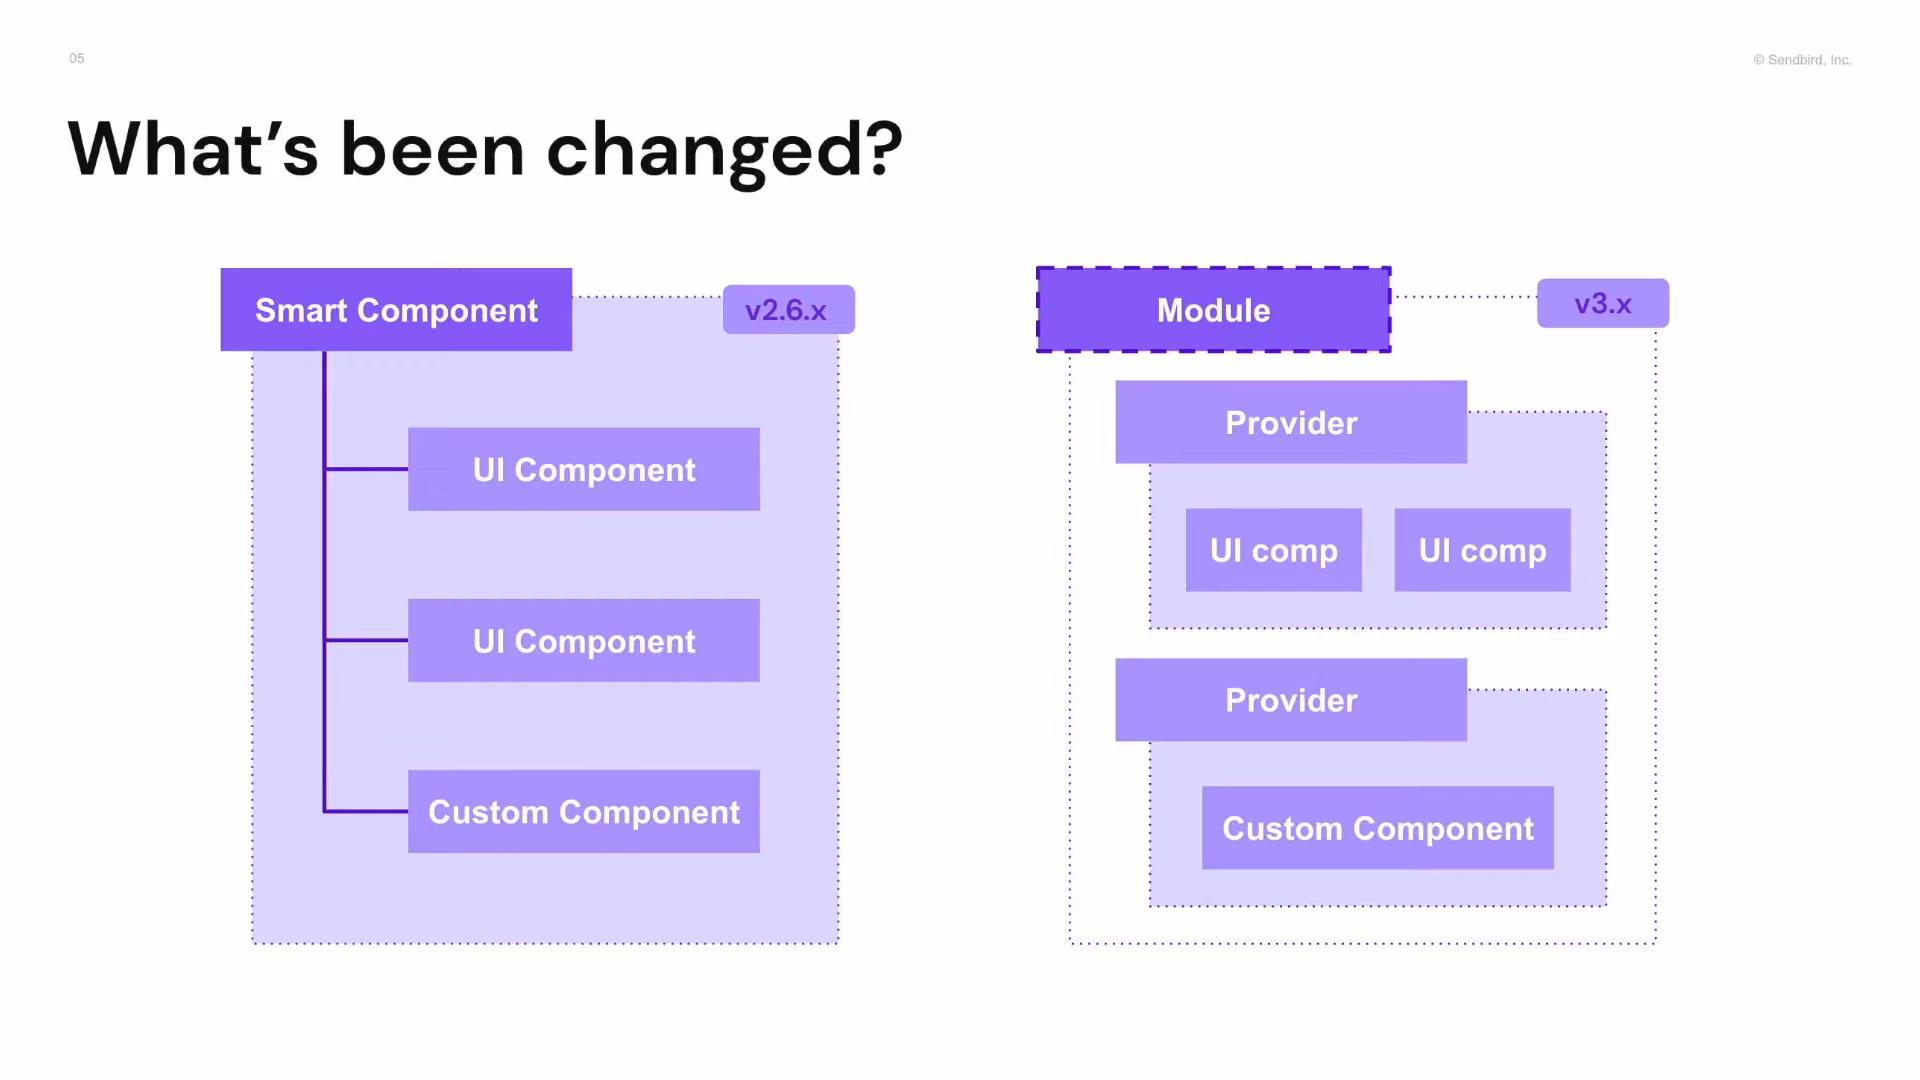 05
© Sendbird, Inc.
What’s been changed?
Smart Component
v2.6.x
UI Component
UI Component
Custom Component
Module
v3.x
Provider
UI comp
UI comp
Provider
Custom Component